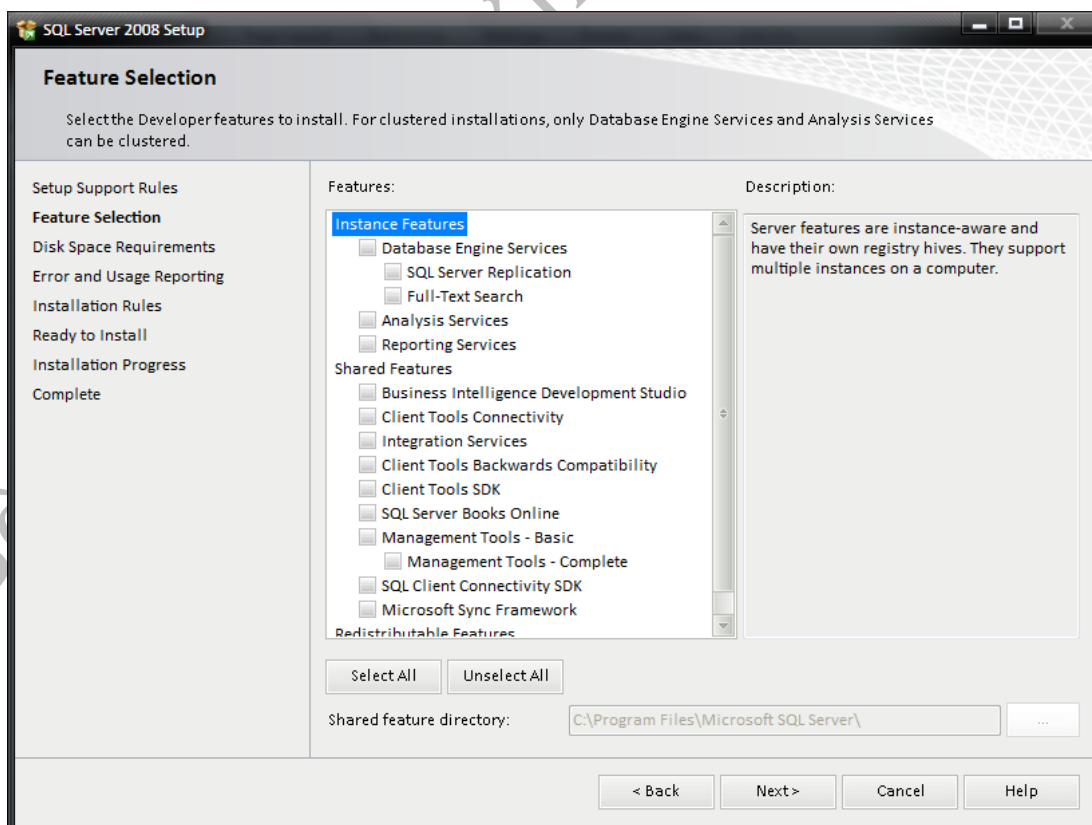 SQL Server 2008 Setup
Feature Selection
Select the Developer features to install. For clustered installations, only Database Engine Services and Analysis Services
can be clustered.
Setup Support Rules
Feature Selection
Disk Space Requirements
Error and Usage Reporting
Installation Rules
Ready to Install
Installation Progress
Complete
Features:
Instance Features
Database Engine Services
SQL Server Replication
Full-Text Search
Analysis Services
Reporting Services
Shared Features
Business Intelligence Development Studio
Client Tools Connectivity
Integration Services
Client Tools Backwards Compatibility
Client Tools SDK
SQL Server Books Online
Management Tools - Basic
Management Tools - Complete
SQL Client Connectivity SDK
Microsoft Sync Framework
Redistributable Features
Description:
Server features are instance-aware and
have their own registry hives. They support
multiple instances on a computer.
Select All
Unselect All
Shared feature directory:
C:\Program Files\Microsoft SQL Server\
...
< Back
Next >
Cancel
Help